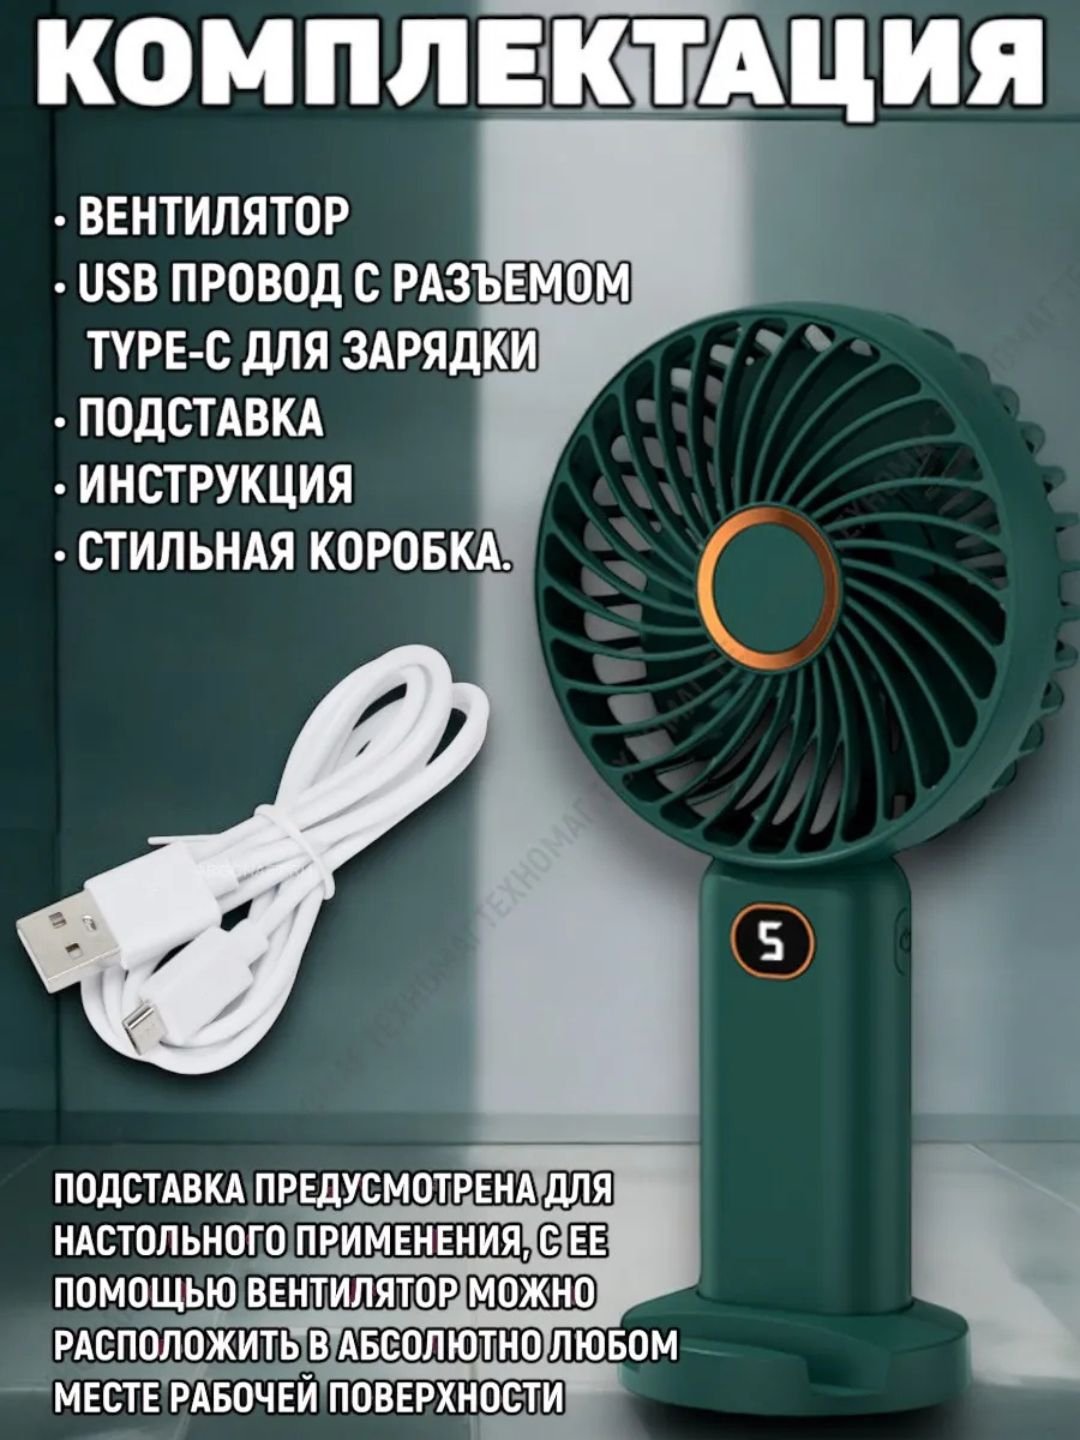 КОМПЛЕКТАЦИЯ
• ВЕНТИЛЯТОР
• USB ПРОВОД С РАЗЪЕМОМ
TYPE-C ДЛЯ ЗАРЯДКИ
• ПОДСТАВКА
• ИНСТРУКЦИЯ
• СТИЛЬНАЯ КОРОБКА.
5
ПОДСТАВКА ПРЕДУСМОТРЕНА ДЛЯ
НАСТОЛЬНОГО ПРИМЕНЕНИЯ, С ЕЕ
ПОМОЩЬЮ ВЕНТИЛЯТОР МОЖНО
РАСПОЛОЖИТЬ В АБСОЛЮТНО ЛЮБОМ
МЕСТЕ РАБОЧЕЙ ПОВЕРХНОСТИ